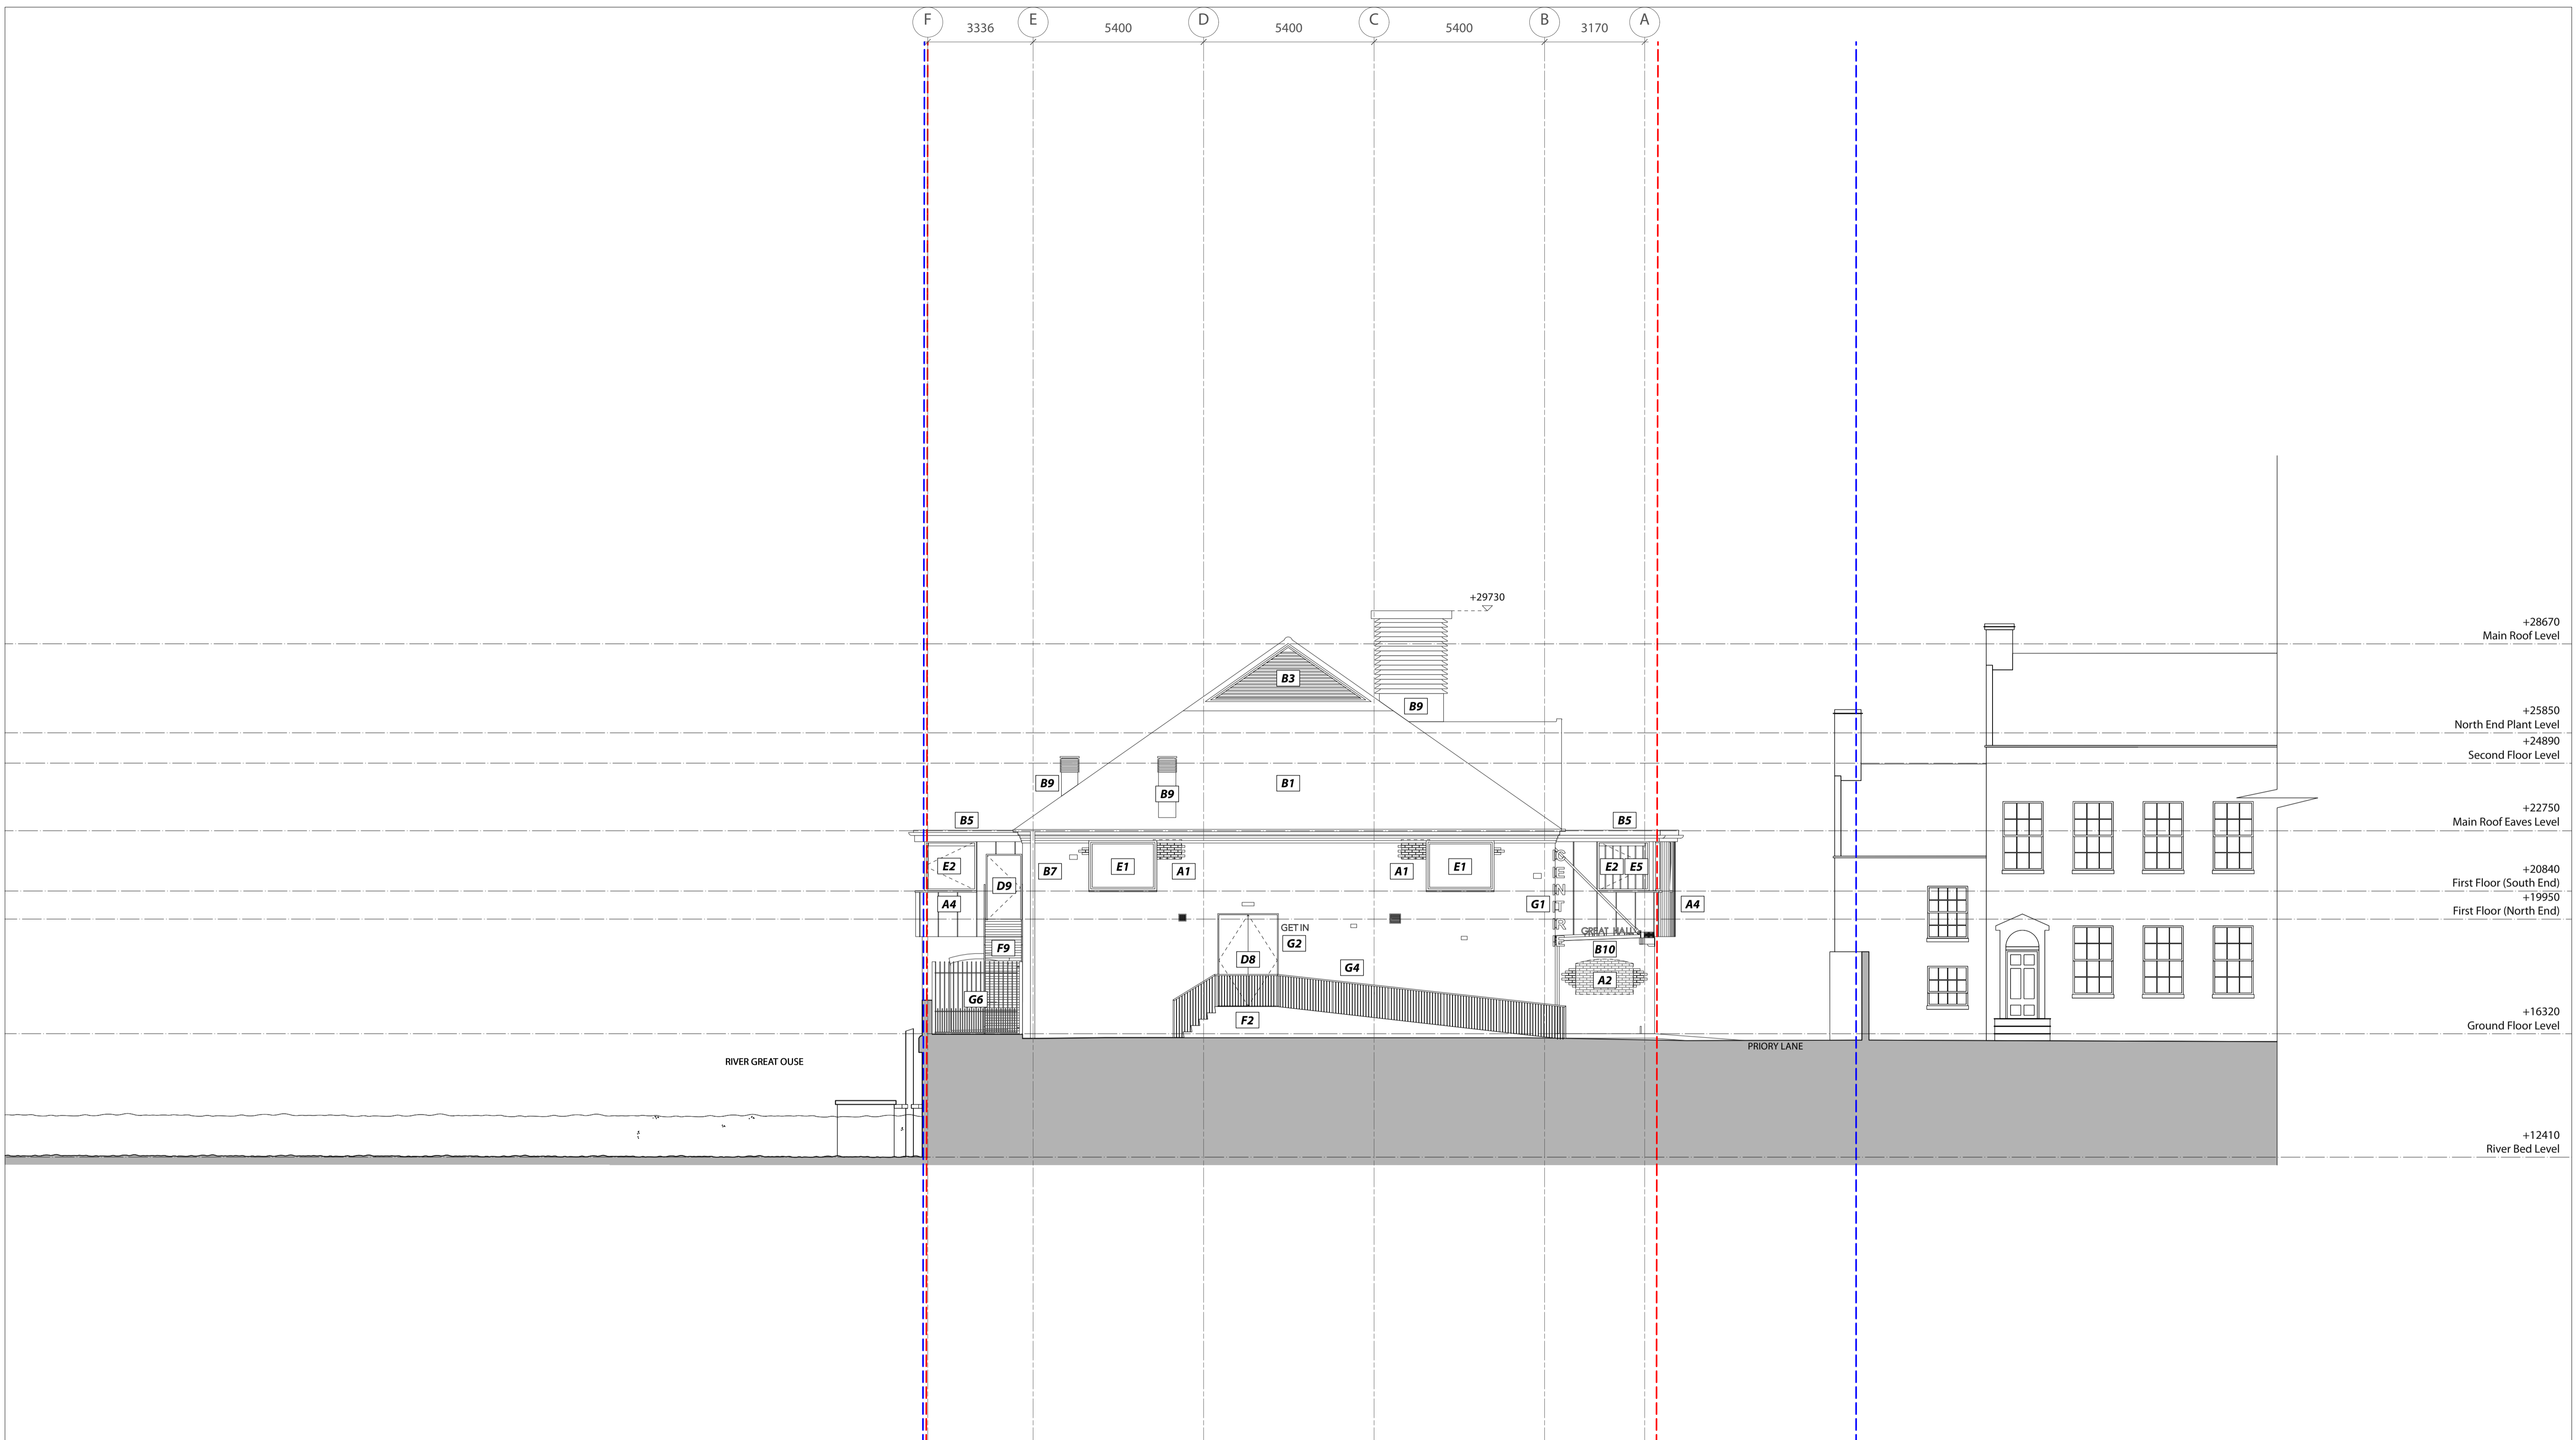 F
E
D
C
B
A
3336
5400
5400
5400
3170
+29730
+28670
Main Roof Level
B3
B9
+25850
North End Plant Level
+24890
Second Floor Level
B9
B9
B1
+22750
Main Roof Eaves Level
B5
B5
E2
D9
B7
E1
A1
A1
E1
E2
E5
+20840
First Floor (South End)
A4
G1
A4
+19950
First Floor (North End)
CENTRE
GET IN
G2
GREAT HALL
F9
D8
G4
B10
A2
G6
F2
+16320
Ground Floor Level
PRIORY LANE
RIVER GREAT OUSE
+12410
River Bed Level